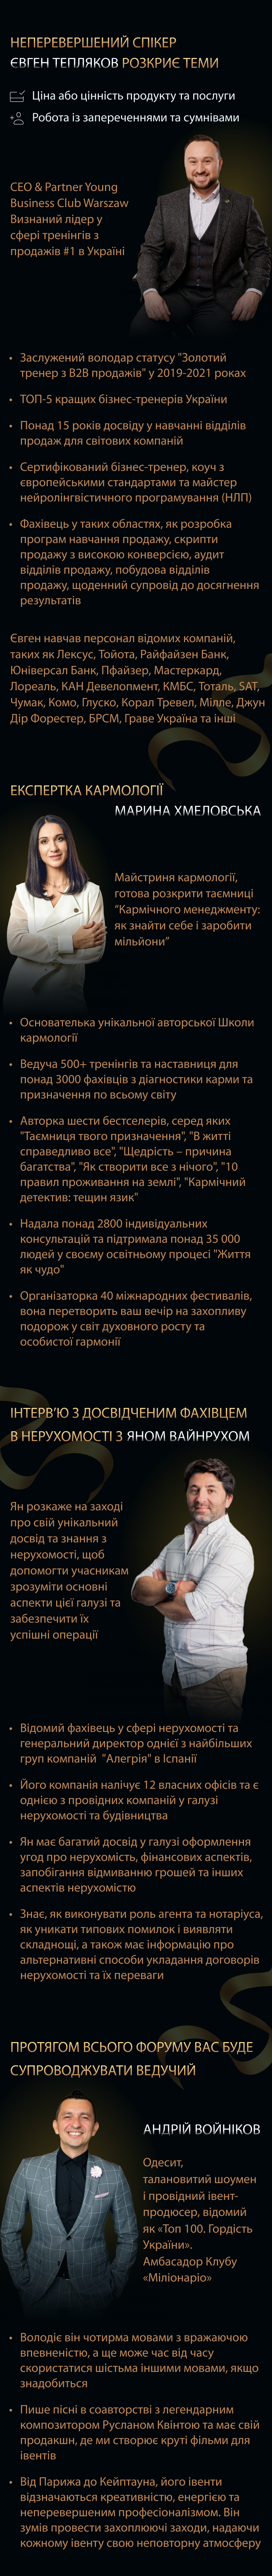 НЕПЕРЕВЕРШЕНИЙ СПІКЕР
ЄВГЕН ТЕПЛЯКОВ РОЗКРИЄ ТЕМИ
Ціна або цінність продукту та послуги
Робота із запереченнями та сумнівами
CEO & Partner Young
Business Club Warszaw
Визнаний лідер у
сфері тренінгів з
продажів #1 в Україні
• Заслужений володар статусу "Золотий
тренер з B2B продажів" у 2019-2021 роках
• ТОП-5 кращих бізнес-тренерів України
• Понад 15 років досвіду у навчанні відділів
продаж для світових компаній
• Сертифікований бізнес-тренер, коуч з
європейськими стандартами та майстер
нейролінгвістичного програмування (НЛП)
• Фахівець у таких областях, як розробка
програм навчання продажу, скрипти
продажу з високою конверсією, аудит
відділів продажу, побудова відділів
продажу, щоденний супровід до досягнення
результатів
Євген навчав персонал відомих компаній,
таких як Лексус, Тойота, Райфайзен Банк,
Юніверсал Банк, Пфайзер, Мастеркард,
Лореаль, КАН Девелопмент, КМБС, Тоталь, SAT,
Чумак, Комо, Глуско, Корал Тревел, Мілле, Джун
Дір Форестер, БРСМ, Граве Україна та інші
ЕКСПЕРТКА КАРМОЛОГІЇ
МАРИНА ХМЕЛОВСЬКА
Майстриня кармології,
готова розкрити таємниці
“Кармічного менеджменту:
як знайти себе і заробити
мільйони”
• Основателька унікальної авторської Школи
кармології
• Ведуча 500+ тренінгів та наставниця для
понад 3000 фахівців з діагностики карми та
призначення по всьому світу
• Авторка шести бестселерів, серед яких
"Таємниця твого призначення", "В житті
справедливо все", "Щедрість – причина
багатства", "Як створити все з нічого", "10
правил проживання на землі", "Кармічний
детектив: тещин язик"
• Надала понад 2800 індивідуальних
консультацій та підтримала понад 35 000
людей у своєму освітньому процесі "Життя
як чудо"
• Організаторка 40 міжнародних фестивалів,
вона перетворить ваш вечір на захопливу
подорож у світ духовного росту та
особистої гармонії
ІНТЕРВ’Ю З ДОСВІДЧЕНИМ ФАХІВЦЕМ
В НЕРУХОМОСТІ З ЯНОМ ВАЙНРУХОМ
Ян розкаже на заході
про свій унікальний
досвід та знання з
нерухомості, щоб
допомогти учасникам
зрозуміти основні
аспекти цієї галузі та
забезпечити їх
успішні операції
• Відомий фахівець у сфері нерухомості та
генеральний директор однієї з найбільших
груп компаній "Алегрія" в Іспанії
• Його компанія налічує 12 власних офісів та є
однією з провідних компаній у галузі
нерухомості та будівництва
• Ян має багатий досвід у галузі оформлення
угод про нерухомість, фінансових аспектів,
запобігання відмиванню грошей та інших
аспектів нерухомістю
• Знає, як виконувати роль агента та нотаріуса,
як уникати типових помилок і виявляти
складнощі, а також має інформацію про
альтернативні способи укладання договорів
нерухомості та їх переваги
ПРОТЯГОМ ВСЬОГО ФОРУМУ ВАС БУДЕ
СУПРОВОДЖУВАТИ ВЕДУЧИЙ
АНДРІЙ ВОЙНІКОВ
Одесит,
талановитий шоумен
і провідний івент-
продюсер, відомий
як «Топ 100. Гордість
України».
Амбасадор Клубу
«Міліонаріо»
• Володіє він чотирма мовами з вражаючою
впевненістю, а ще може час від часу
скористатися шістьма іншими мовами, якщо
знадобиться
• Пише пісні в соавторстві з легендарним
композитором Русланом Квінтою та має свій
продакшн, де ми створює круті фільми для
івентів
• Від Парижа до Кейптауна, його івенти
відзначаються креативністю, енергією та
неперевершеним професіоналізмом. Він
зумів провести захоплюючі заходи, надаючи
кожному івенту свою неповторну атмосферу